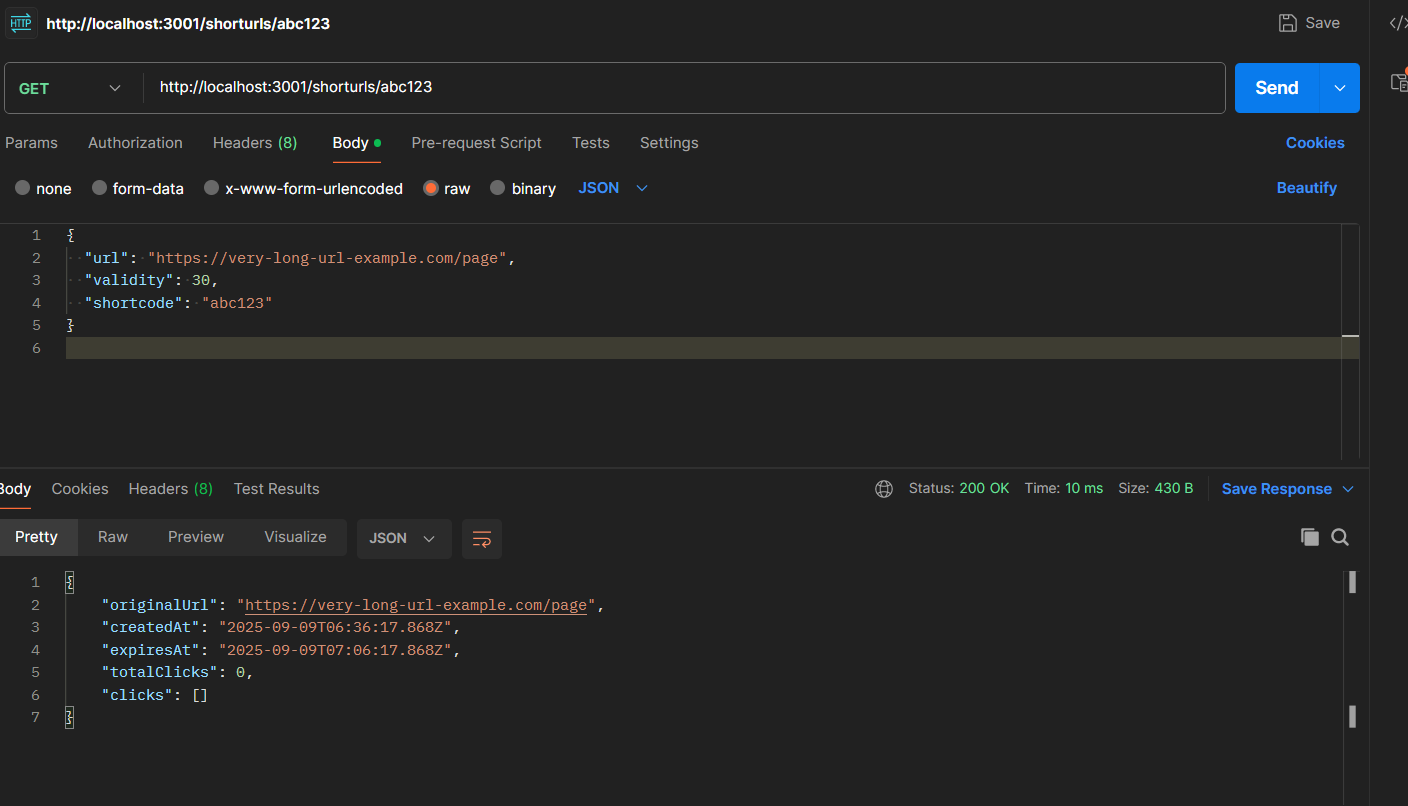 HTTP http://localhost:3001/shorturls/abc123 Save </>
GET http://localhost:3001/shorturls/abc123 Send
Params Authorization Headers (8) Body Pre-request Script Tests Settings Cookies
none form-data x-www-form-urlencoded raw binary JSON Beautify
1 {
2 "url": "https://very-long-url-example.com/page",
3 "validity": 30,
4 "shortcode": "abc123"
5 }
6
Body Cookies Headers (8) Test Results Status: 200 OK Time: 10 ms Size: 430 B Save Response
Pretty Raw Preview Visualize JSON
1 {
2 "originalUrl": "https://very-long-url-example.com/page",
3 "createdAt": "2025-09-09T06:36:17.868Z",
4 "expiresAt": "2025-09-09T07:06:17.868Z",
5 "totalClicks": 0,
6 "clicks": []
7 }